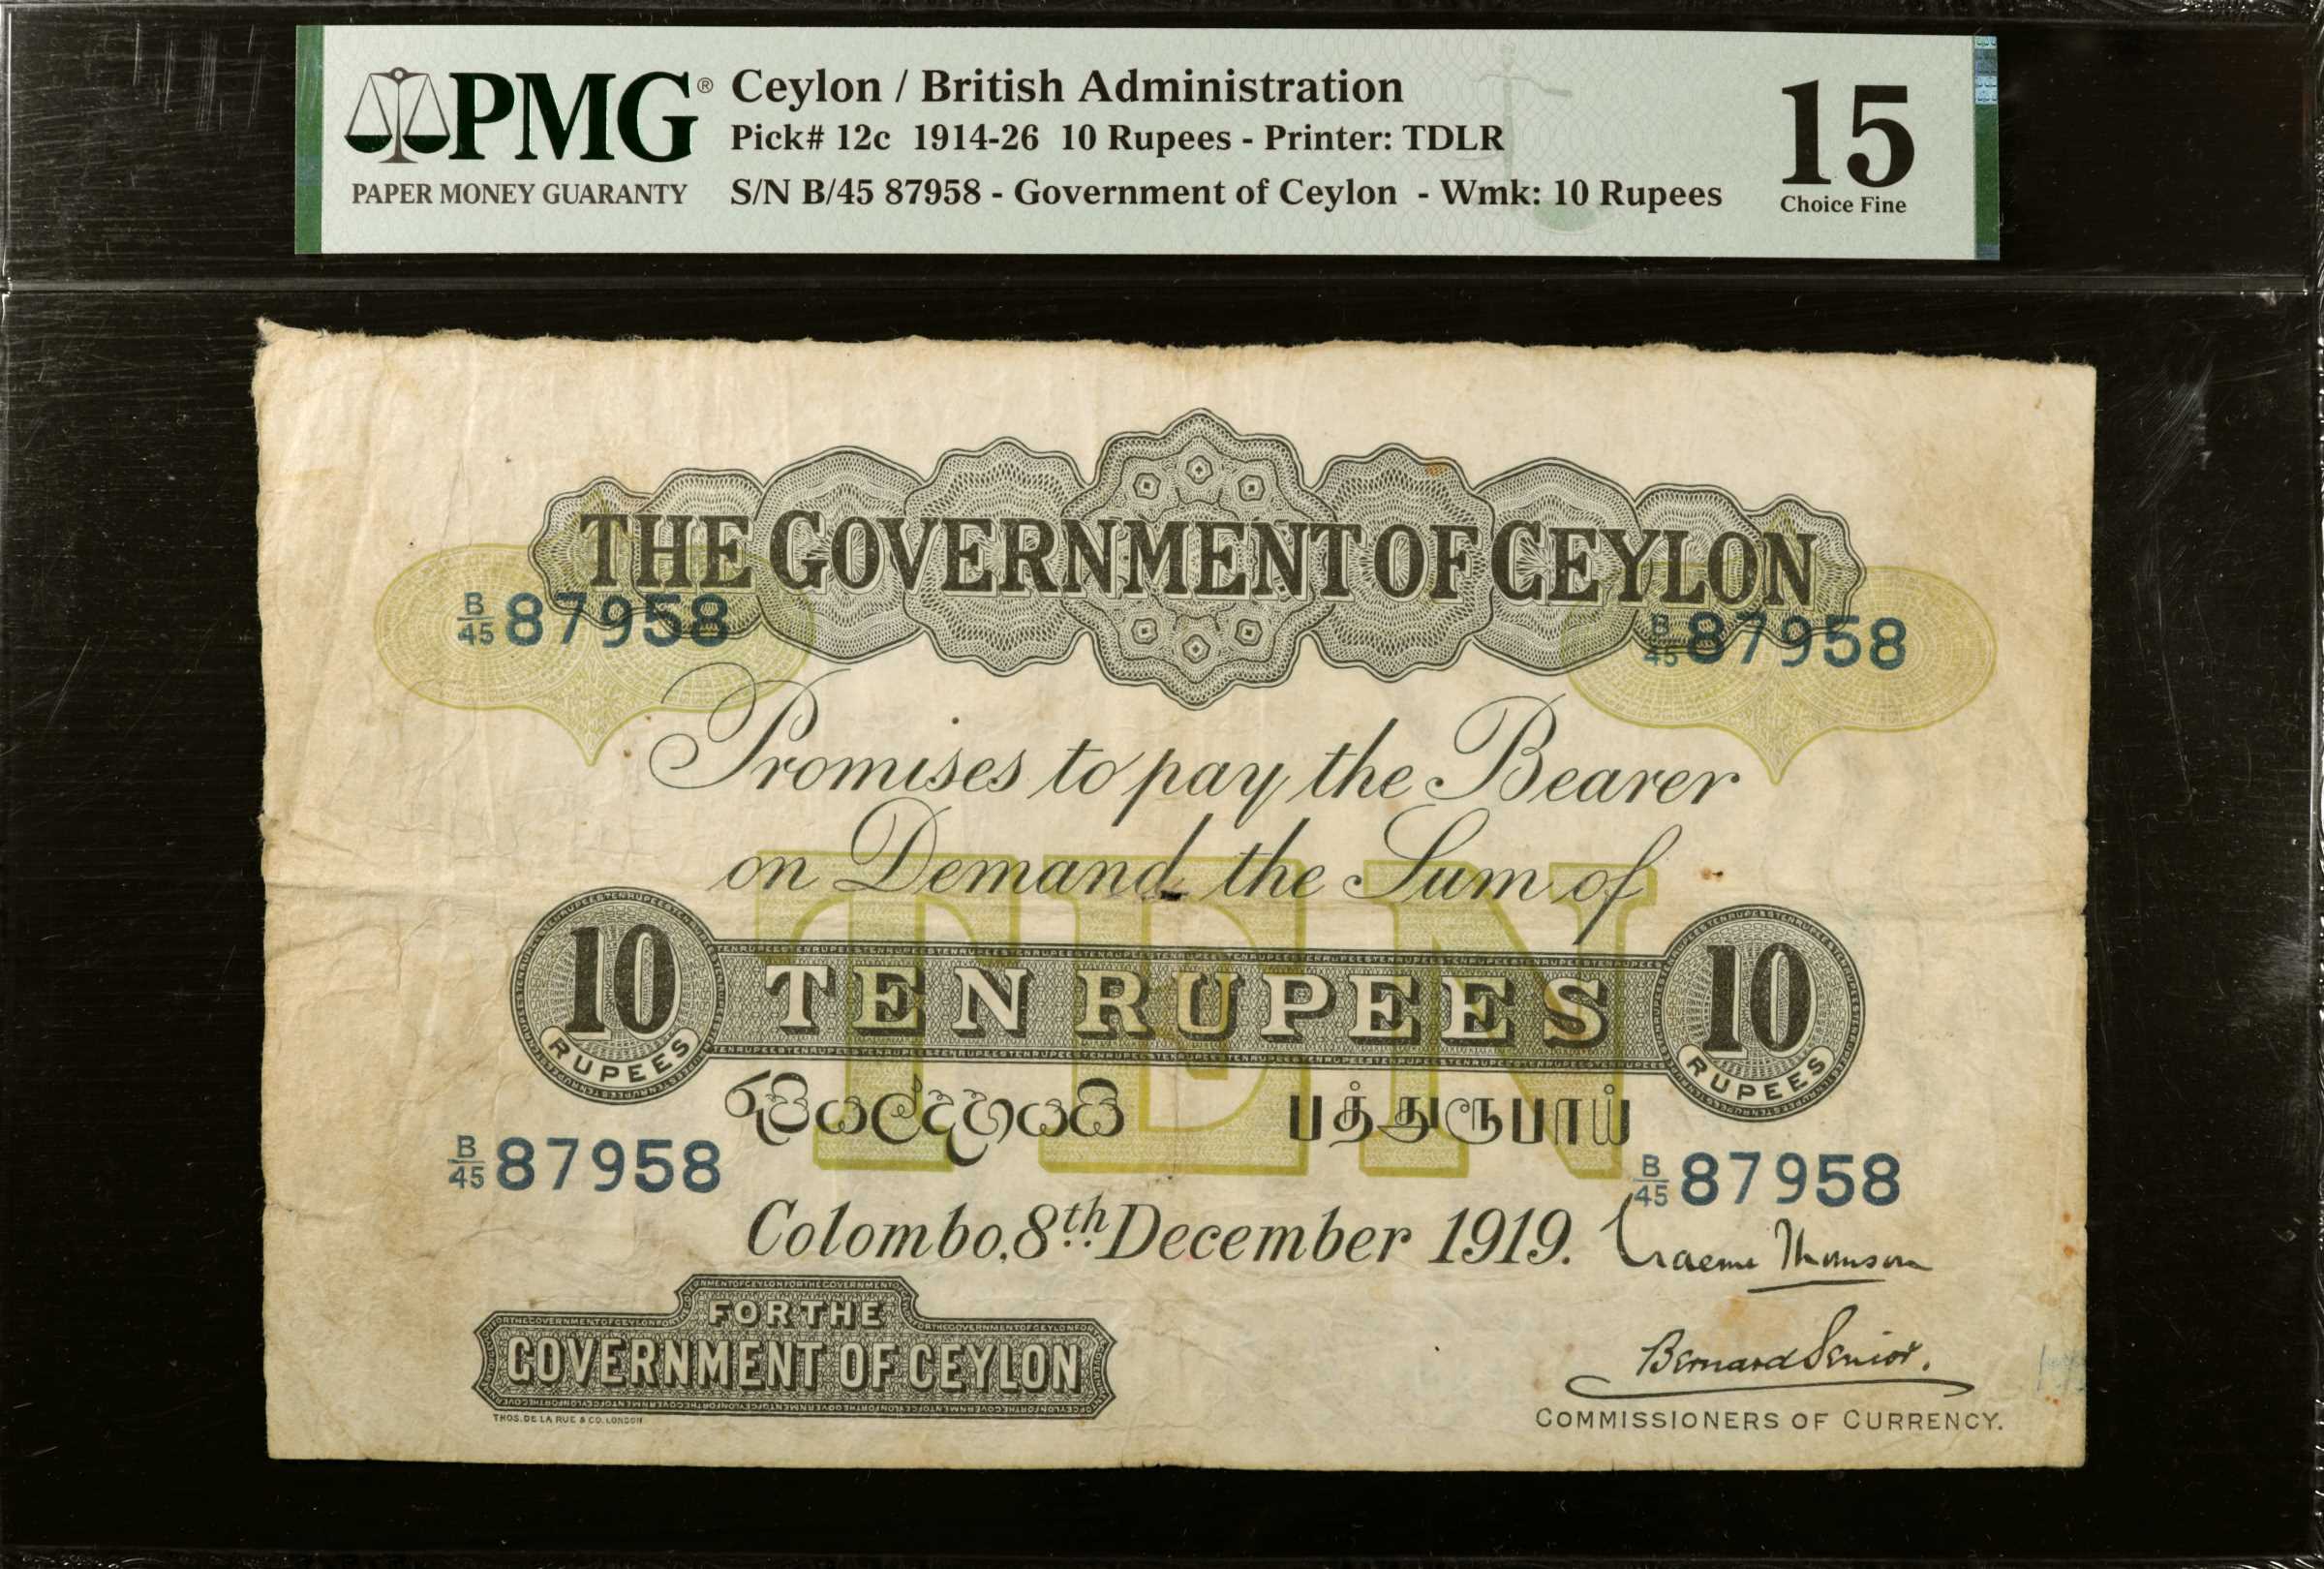 PMG®
PAPER MONEY GUARANTY
Ceylon / British Administration
Pick# 12c 1914-26 10 Rupees - Printer: TDLR
S/N B/45 87958 - Government of Ceylon - Wmk: 10 Rupees
15
Choice Fine
THE GOVERNMENT OF CEYLON
B/45 87958
B/45 87958
Promises to pay the Bearer
on Demand the Sum of
TEN
10 RUPEES
TEN RUPEES
10 RUPEES
රුපියල්දහයයි
பத்துரூபாய்
B/45 87958
B/45 87958
Colombo, 8th December 1919.
Graeme Thomson
FOR THE
GOVERNMENT OF CEYLON
Bernard Senior.
THOS. DE LA RUE & CO. LONDON
COMMISSIONERS OF CURRENCY.